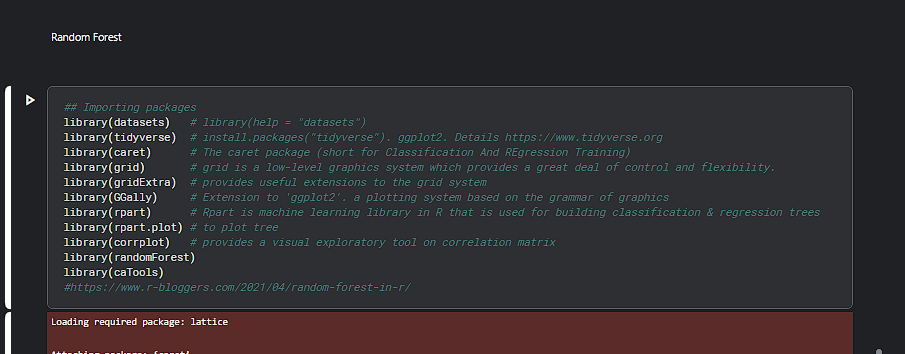 Random Forest
## Importing packages
library(datasets) # library(help = "datasets")
library(tidyverse) # install.packages("tidyverse"). ggplot2. Details https://www.tidyverse.org
library(caret) # The caret package (short for Classification And REgression Training)
library(grid) # grid is a low-level graphics system which provides a great deal of control and flexibility.
library(gridExtra) # provides useful extensions to the grid system
library(GGally) # Extension to 'ggplot2'. a plotting system based on the grammar of graphics
library(rpart) # Rpart is machine learning library in R that is used for building classification & regression trees
library(rpart.plot) # to plot tree
library(corrplot) # provides a visual exploratory tool on correlation matrix
library(randomForest)
library(caTools)
#https://www.r-bloggers.com/2021/04/random-forest-in-r/
Loading required package: lattice